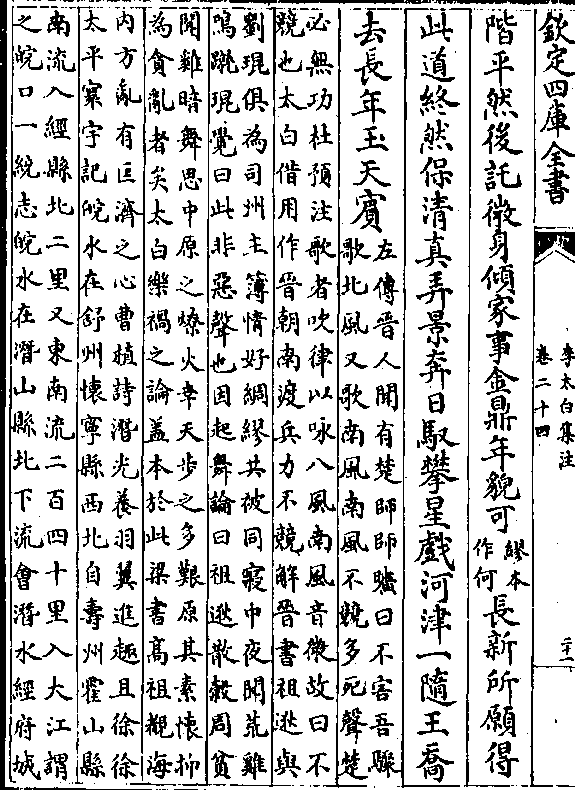 欽定四庫全書
李太白集注
卷二十四
二十一
階平然後託微身傾家事金鼎年貌可繆本作何長新所願得
此道終然保清真弄景奔日馭攀星戲河津一隨王喬
去長年玉天賓
左傳晉人聞有楚師師曠曰不害吾驟
歌北風又歌南風南風不競多死聲楚
必無功杜預注歌者吹律以咏八風南風音微故曰不
競也太白借用作晉朝南渡兵力不競解晉書祖逖與
劉琨俱為司州主簿情好綢繆共被同寢中夜聞荒雞
鳴蹴琨覺曰此非惡聲也因起舞論曰祖逖散穀周貧
聞雞暗舞思中原之燎火幸天步之多艱原其素懷抑
為貪亂者矣太白樂禍之論蓋本於此梁書高祖觀海
内方亂有匡濟之心曹植詩潛光養羽翼進趣且徐徐
太平寰宇記皖水在舒州懷寧縣西北自壽州霍山縣
南流入經縣北二里又東南流二百四十里入大江謂
之皖口一統志皖水在潛山縣北下流會潛水經府城